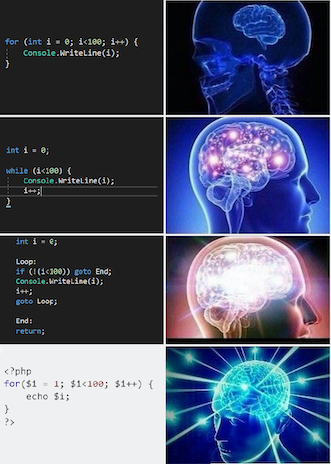 for (int i = 0; i<100; i++) {
Console.WriteLine(i);
}
int i = 0;
while (i<100) {
Console.WriteLine(i);
i++;
}
int i = 0;
Loop:
if (!(i<100)) goto End;
Console.WriteLine(i);
i++;
goto Loop;
End:
return;
<?php
for($1 = 1; $1<100; $1++) {
echo $i;
}
?>